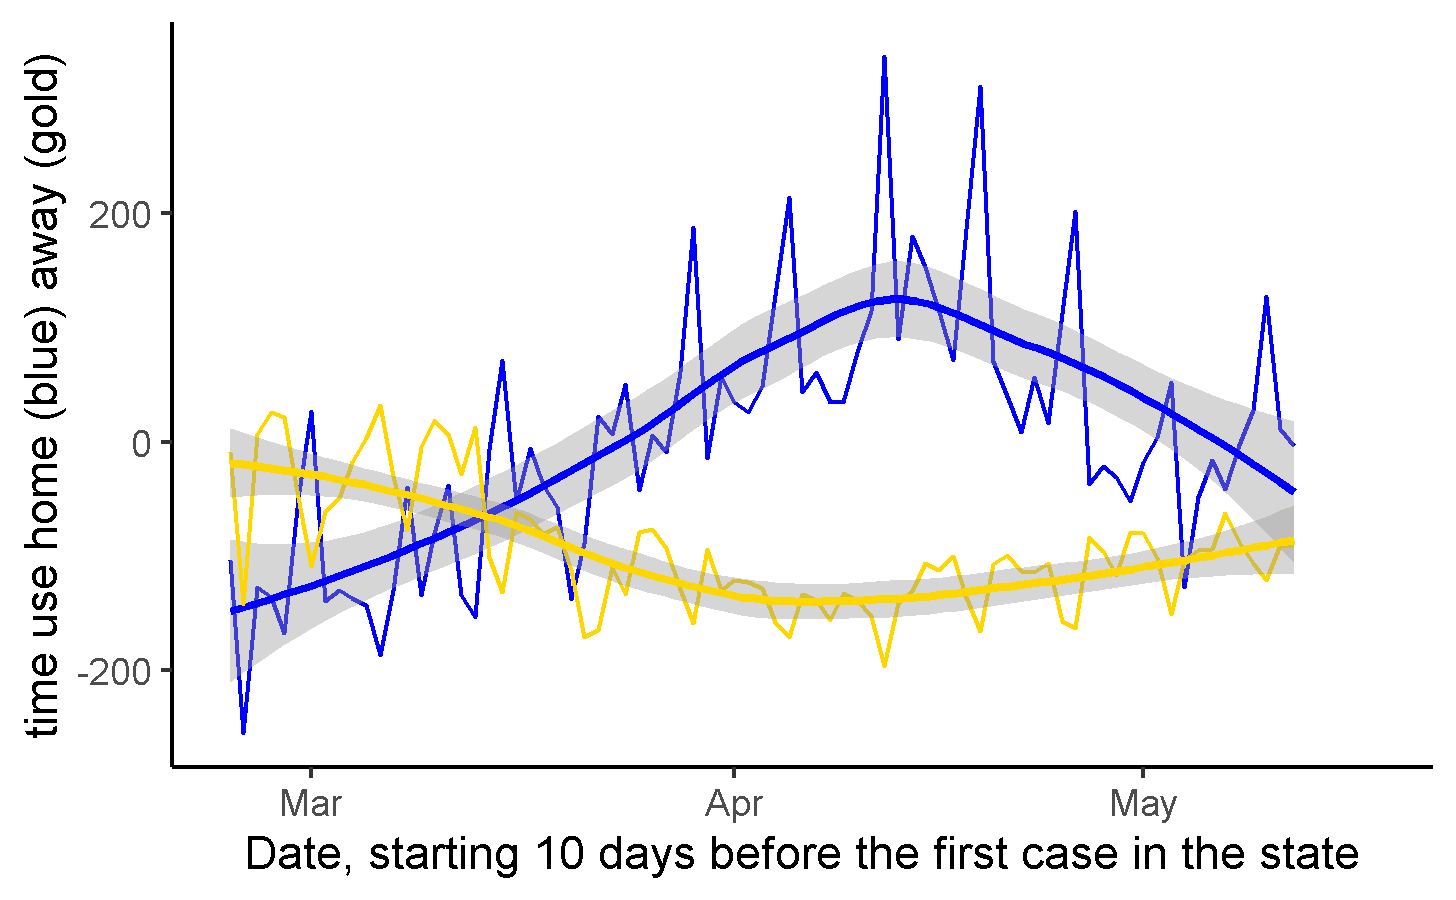 time use home (blue) away (gold)
200
0
-200
Mar
Apr
May
Date, starting 10 days before the first case in the state